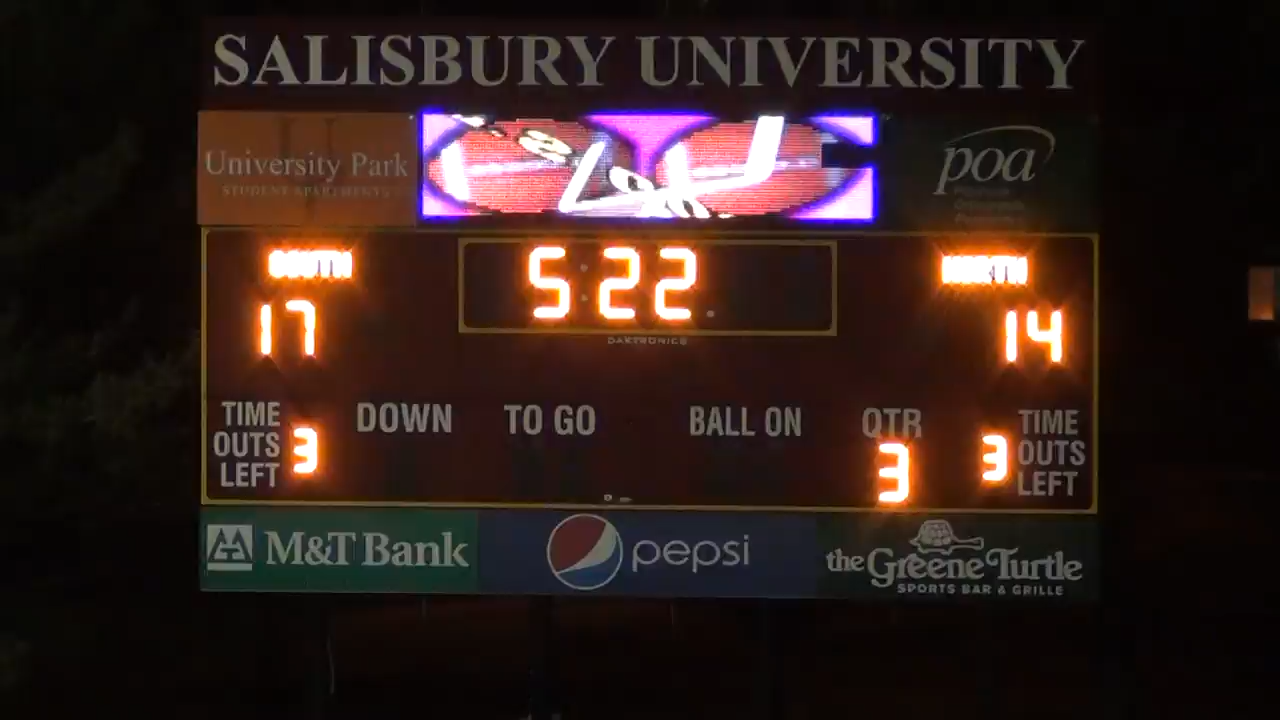 SALISBURY UNIVERSITY
University Park
STUDENT APARTMENTS
poa
SOUTH
5:22
NORTH
17
14
DAKTRONICS
TIME OUTS LEFT
3
DOWN
TO GO
BALL ON
QTR
3
3
TIME OUTS LEFT
M&T Bank
pepsi
the Greene Turtle
SPORTS BAR & GRILLE